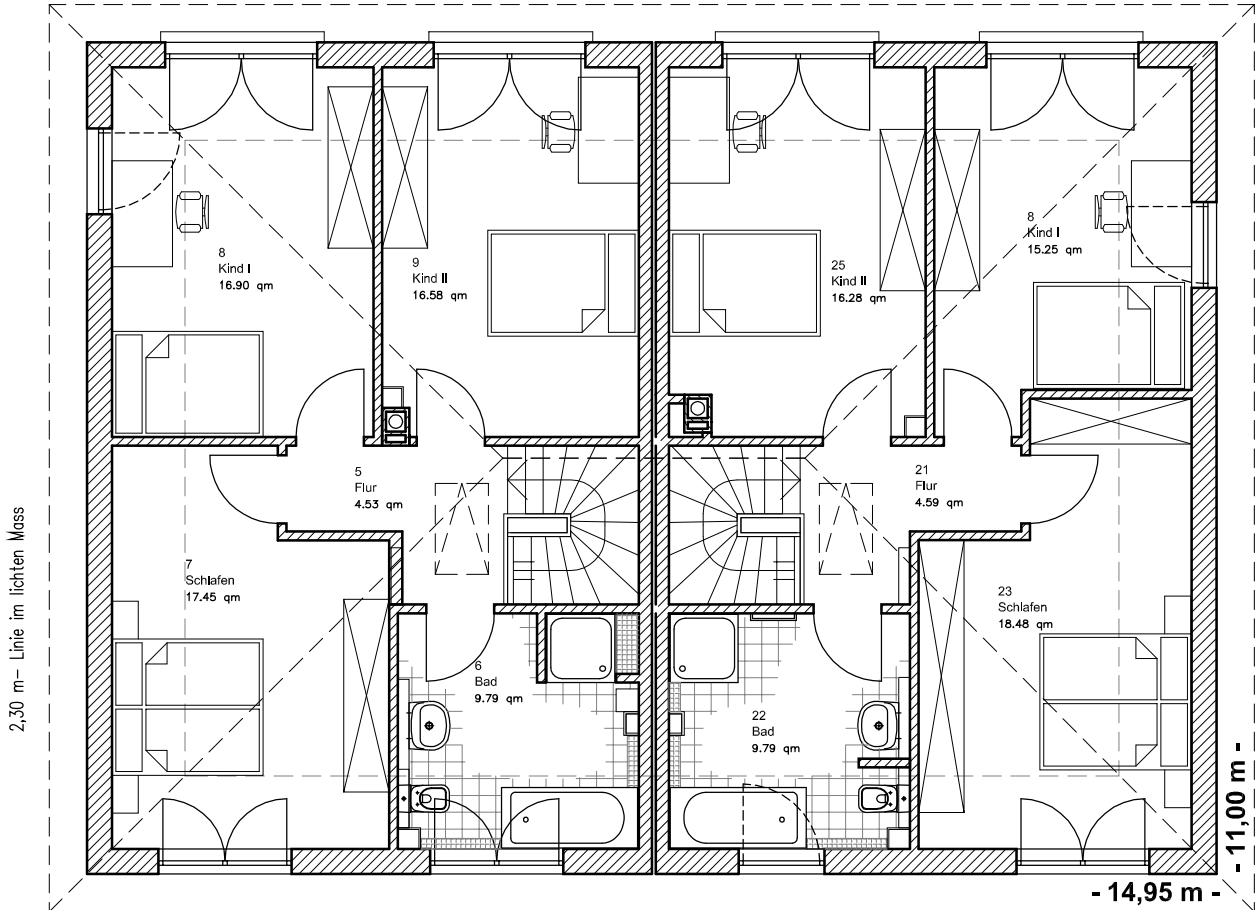 8
Kind I
16.90 qm
9
Kind II
16.58 qm
25
Kind II
16.28 qm
8
Kind I
15.25 qm
5
Flur
4.53 qm
21
Flur
4.59 qm
7
Schlafen
17.45 qm
23
Schlafen
18.48 qm
6
Bad
9.79 qm
22
Bad
9.79 qm
2,30 m- Linie im lichten Mass
- 11,00 m -
- 14,95 m -